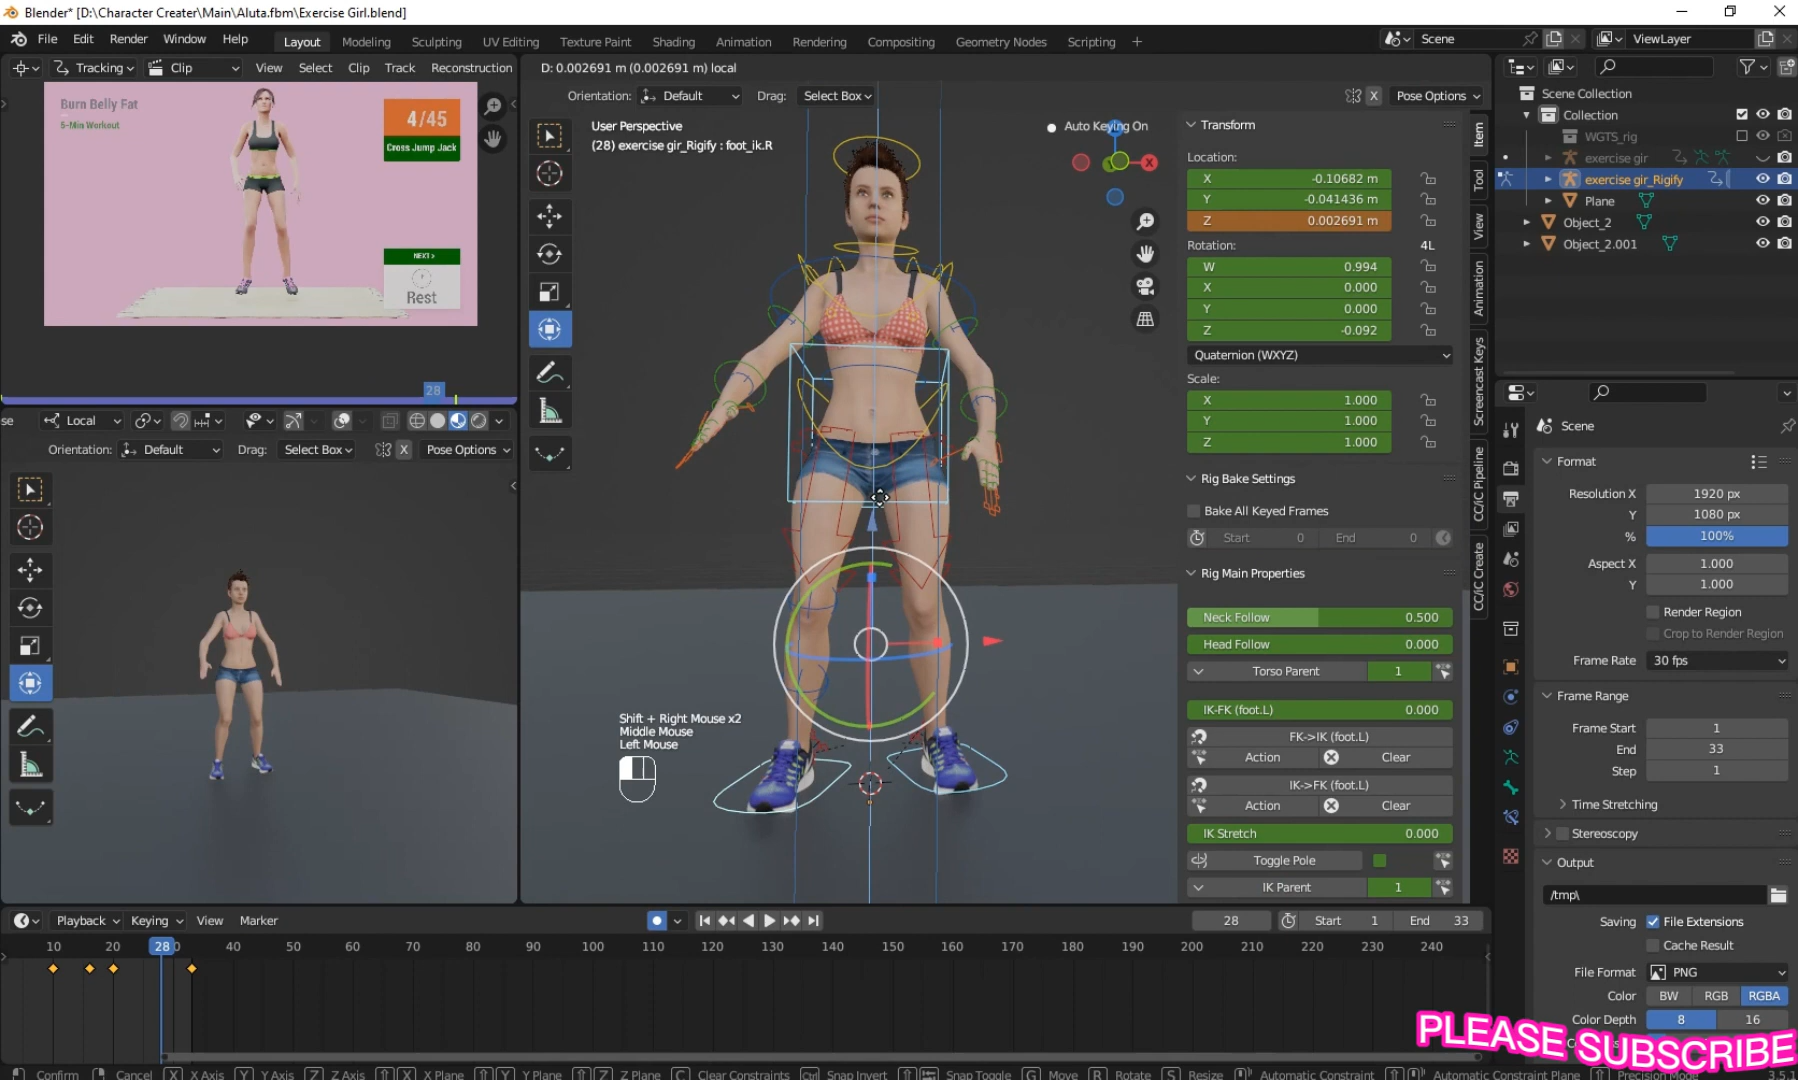 Blender* [D:\Character Creater\Main\Aluta.fbm\Exercise Girl.blend]
File Edit Render Window Help Layout Modeling Sculpting UV Editing Texture Paint Shading Animation Rendering Compositing Geometry Nodes Scripting +
Scene
ViewLayer
Tracking Clip View Select Clip Track Reconstruction
D: 0.002691 m (0.002691 m) local
Orientation: Default Drag: Select Box
X Pose Options
Burn Belly Fat
5-Min Workout
4/45
Cross Jump Jack
NEXT >
Rest
28
User Perspective
(28) exercise gir_Rigify : foot_ik.R
Auto Keying On
X
Transform
Location:
X -0.10682 m
Y -0.041436 m
Z 0.002691 m
Rotation: 4L
W 0.994
X 0.000
Y 0.000
Z -0.092
Quaternion (WXYZ)
Scale:
X 1.000
Y 1.000
Z 1.000
Rig Bake Settings
Bake All Keyed Frames
Start 0 End 0
Rig Main Properties
Neck Follow 0.500
Head Follow 0.000
Torso Parent 1
IK-FK (foot.L) 0.000
FK->IK (foot.L)
Action Clear
IK->FK (foot.L)
Action Clear
IK Stretch 0.000
Toggle Pole
IK Parent 1
Item
Tool
View
Animation
Screencast Keys
CC/iC Pipeline
CC/iC Create
Scene Collection
Collection
WGTS_rig
exercise gir
exercise gir_Rigify
Plane
Object_2
Object_2.001
se Local
Orientation: Default Drag: Select Box X Pose Options
Shift + Right Mouse x2
Middle Mouse
Left Mouse
Scene
Format
Resolution X 1920 px
Y 1080 px
% 100%
Aspect X 1.000
Y 1.000
Render Region
Crop to Render Region
Frame Rate 30 fps
Frame Range
Frame Start 1
End 33
Step 1
Time Stretching
Stereoscopy
Output
/tmp\
Saving File Extensions
Cache Result
File Format PNG
Color BW RGB RGBA
Color Depth 8 16
Playback Keying View Marker
28 Start 1 End 33
10 20 28 40 50 60 70 80 90 100 110 120 130 140 150 160 170 180 190 200 210 220 230 240
PLEASE SUBSCRIBE
Confirm Cancel X X Axis Y Y Axis Z Z Axis X X Plane Y Y Plane Z Z Plane C Clear Constraints Ctrl Snap Invert Snap Toggle G Move R Rotate S Resize Automatic Constraint Automatic Constraint Plane Precision Mode 3.5.1